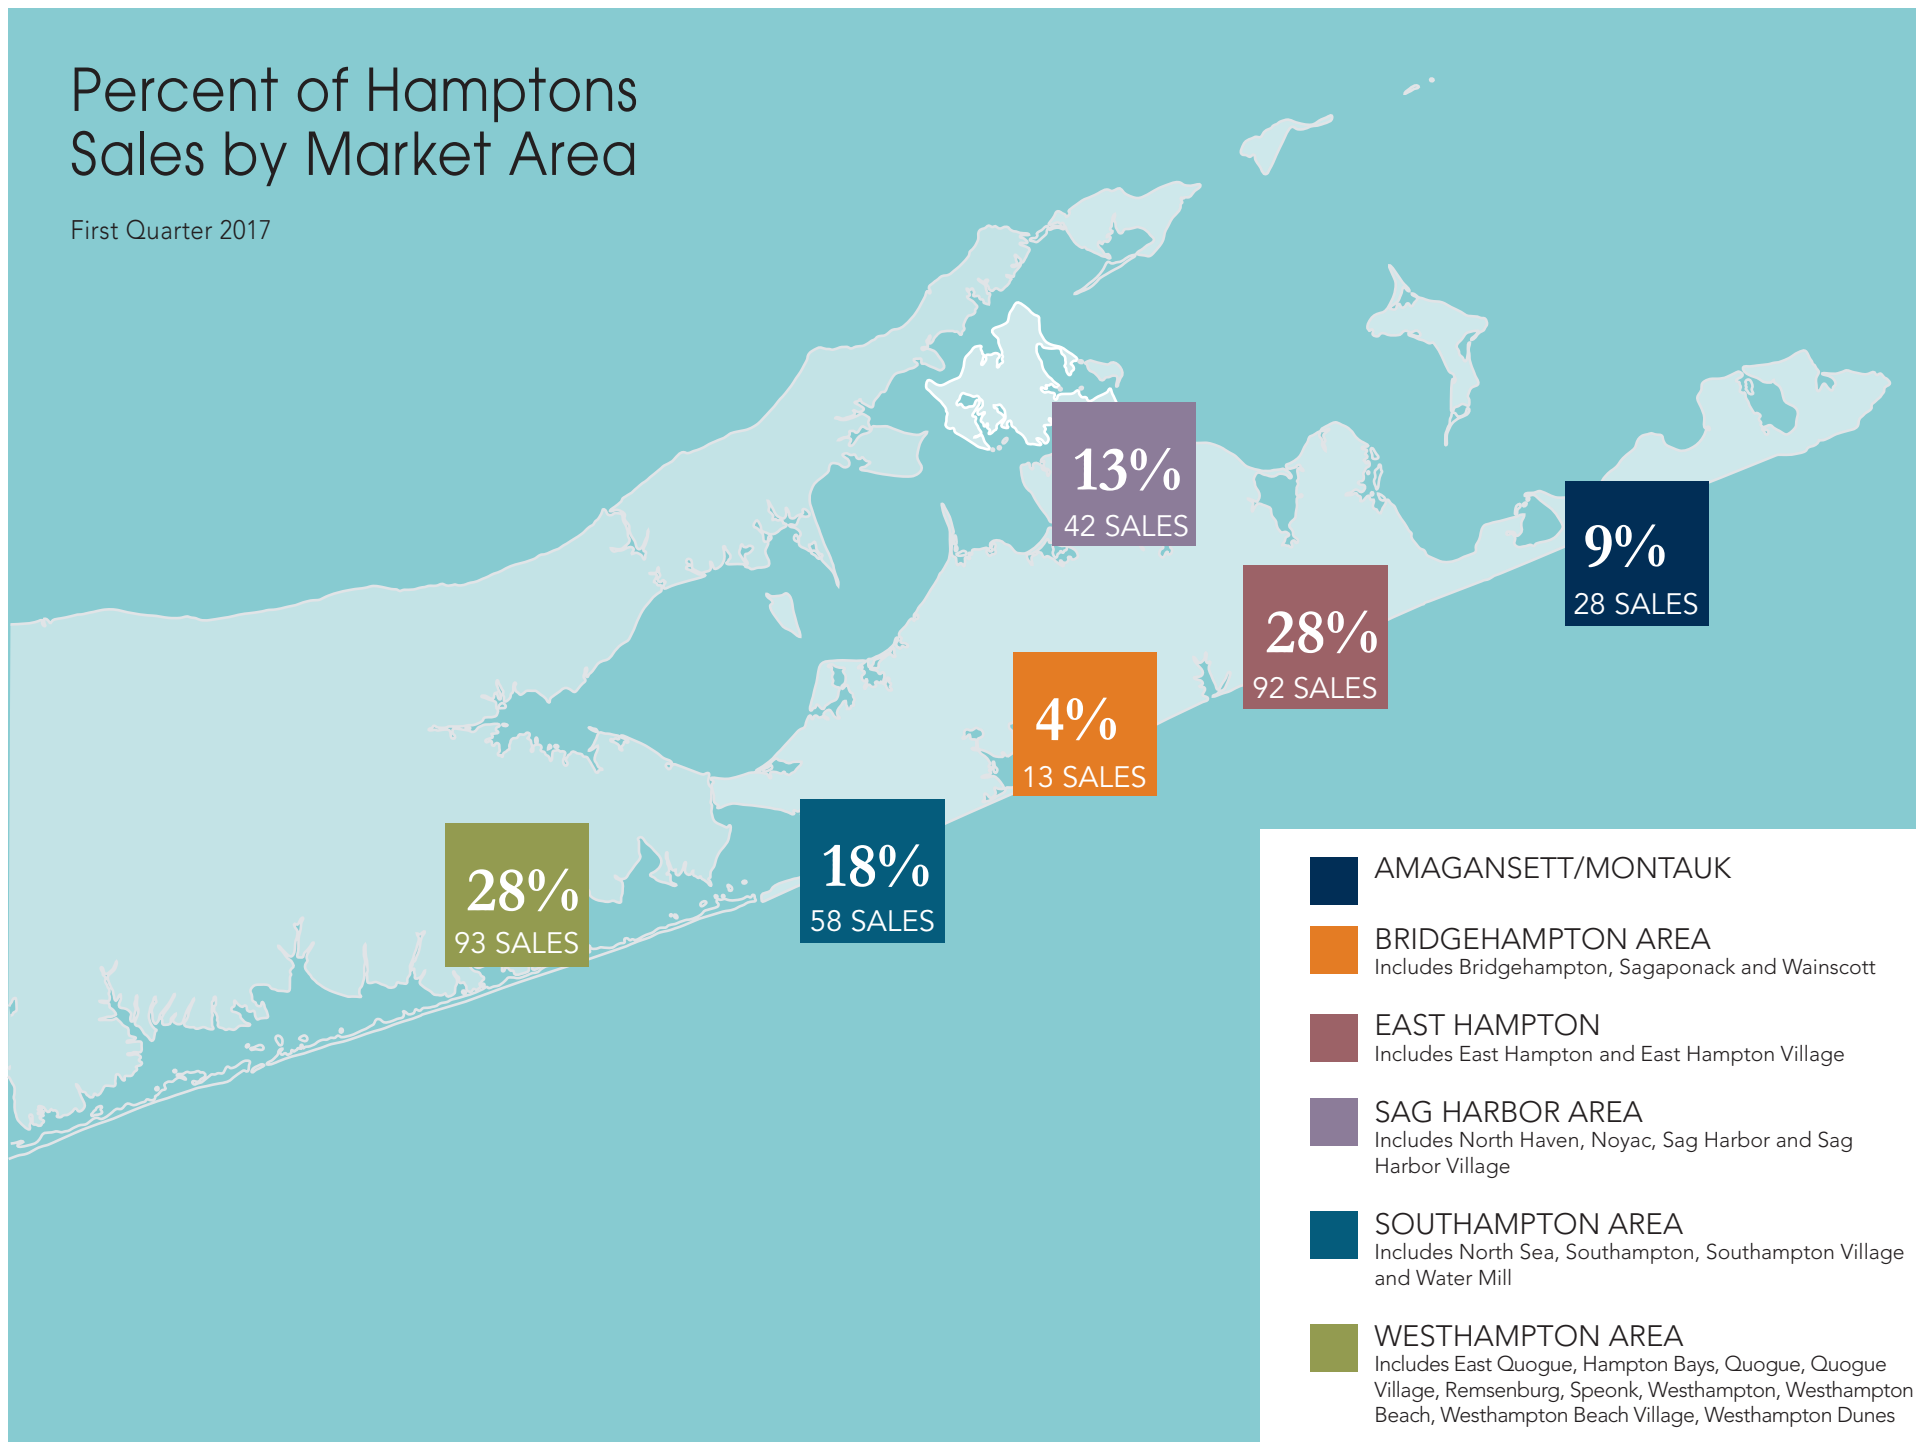 Percent of Hamptons
Sales by Market Area
First Quarter 2017
13%
42 SALES
9%
28 SALES
28%
92 SALES
4%
13 SALES
18%
58 SALES
28%
93 SALES
AMAGANSETT/MONTAUK
BRIDGEHAMPTON AREA
Includes Bridgehampton, Sagaponack and Wainscott
EAST HAMPTON
Includes East Hampton and East Hampton Village
SAG HARBOR AREA
Includes North Haven, Noyac, Sag Harbor and Sag
Harbor Village
SOUTHAMPTON AREA
Includes North Sea, Southampton, Southampton Village
and Water Mill
WESTHAMPTON AREA
Includes East Quogue, Hampton Bays, Quogue, Quogue
Village, Remsenburg, Speonk, Westhampton, Westhampton
Beach, Westhampton Beach Village, Westhampton Dunes